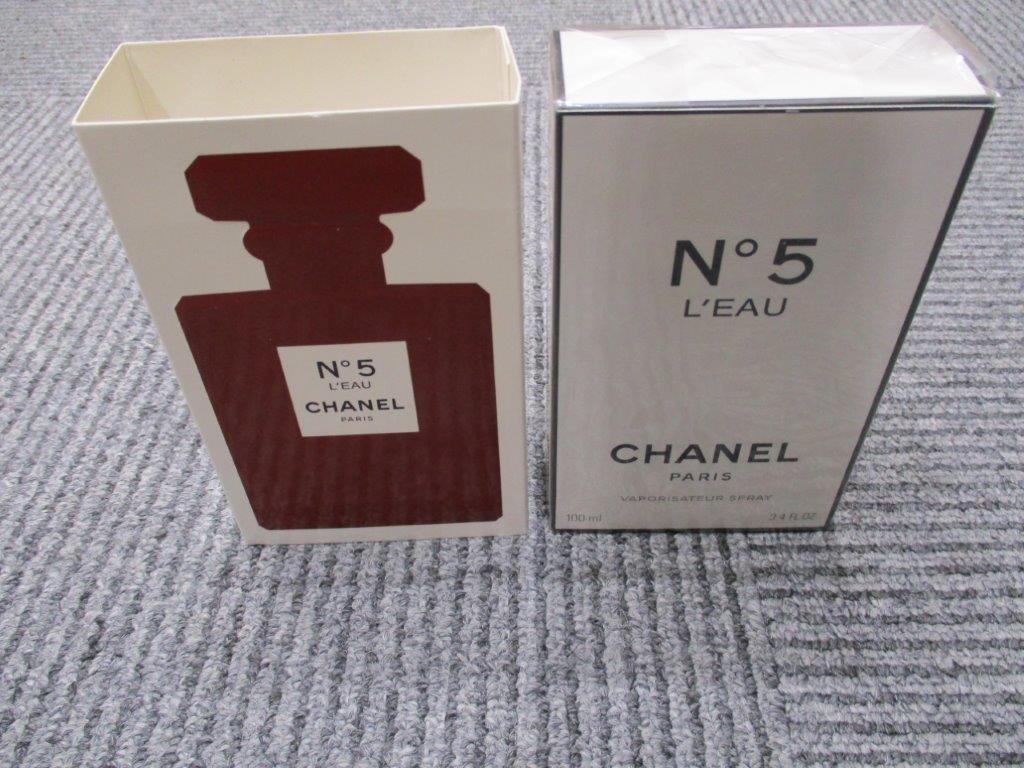 N° 5
L'EAU
CHANEL
PARIS
N° 5
L'EAU
CHANEL
PARIS
VAPORISATEUR SPRAY
100 ml 3.4 FL.OZ